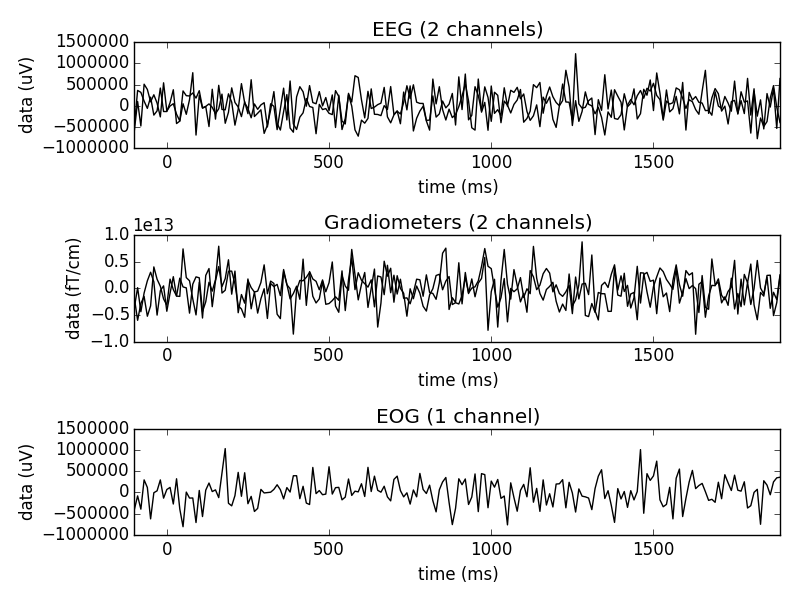 EEG (2 channels)
1500000
1000000
500000
0
−500000
−1000000
data (uV)
0 500 1000 1500
time (ms)
1e13
Gradiometers (2 channels)
1.0
0.5
0.0
−0.5
−1.0
data (fT/cm)
0 500 1000 1500
time (ms)
EOG (1 channel)
1500000
1000000
500000
0
−500000
−1000000
data (uV)
0 500 1000 1500
time (ms)